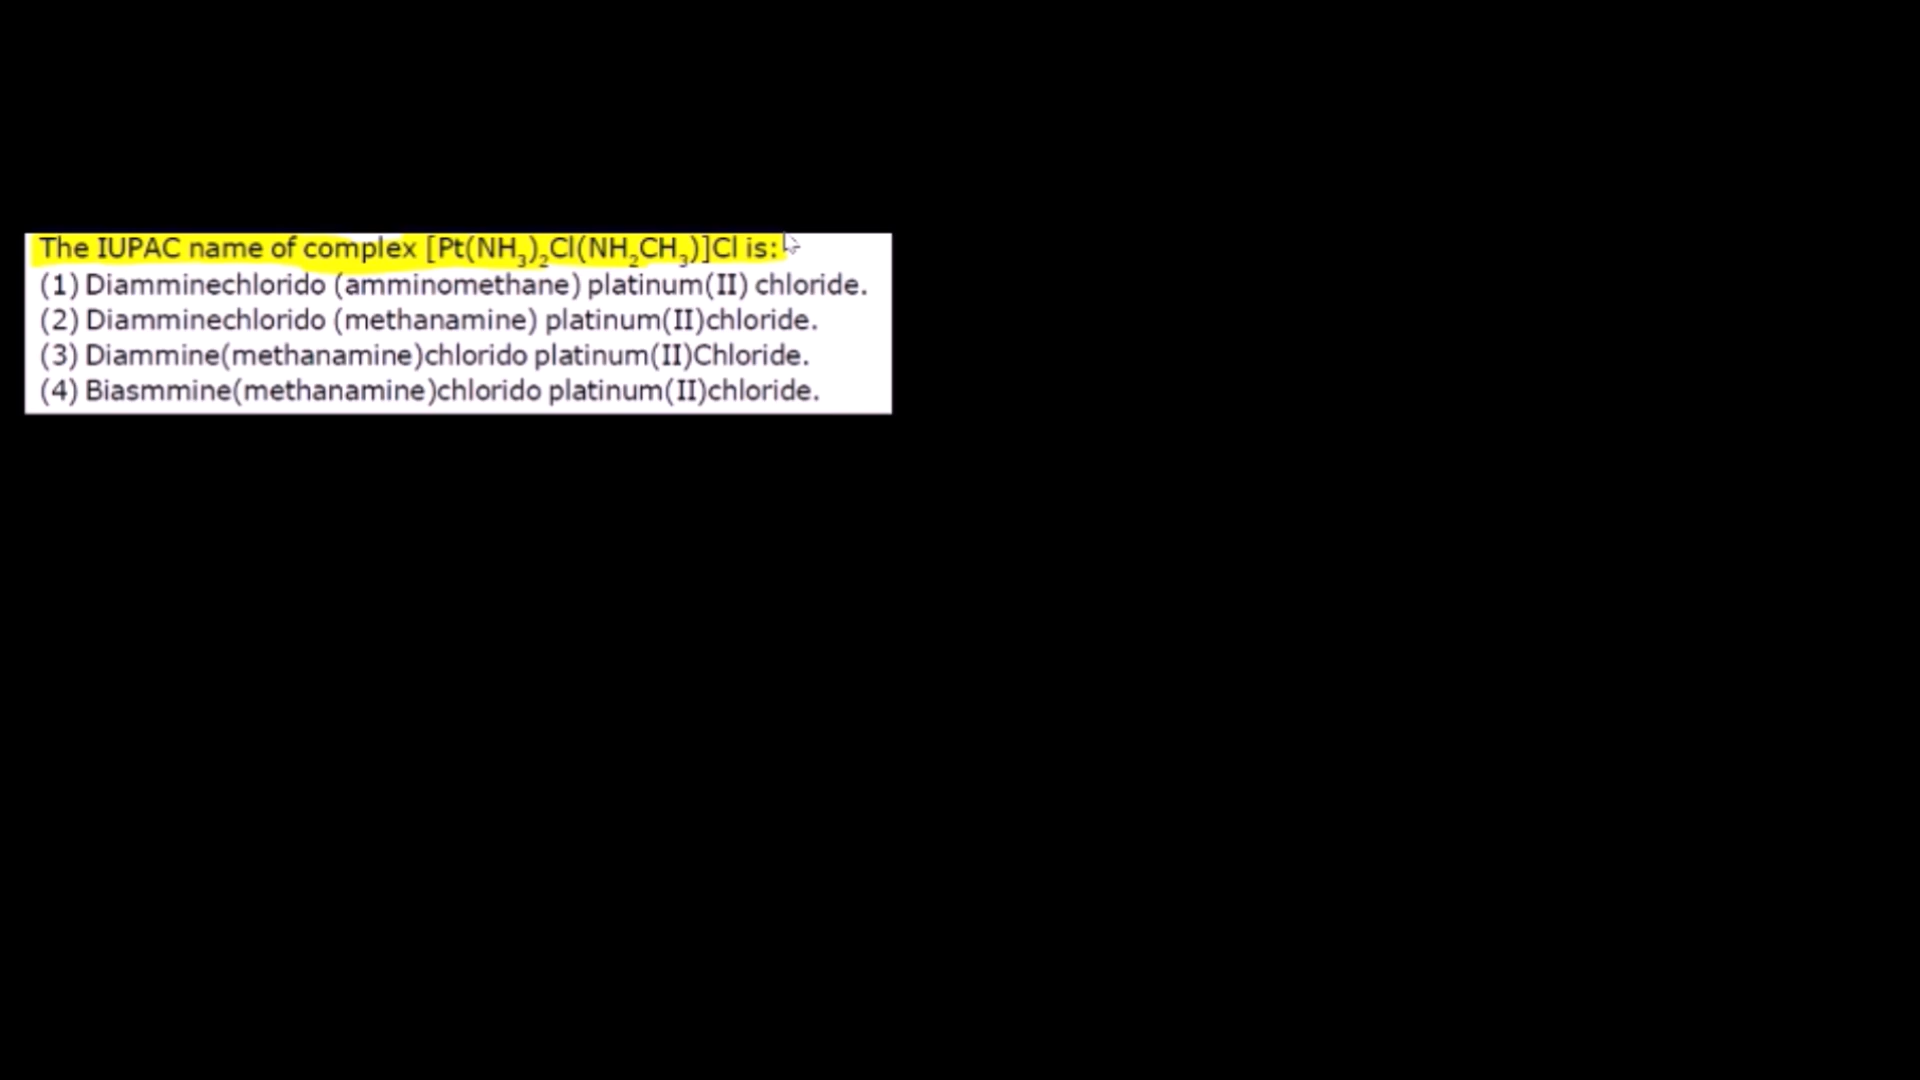 The IUPAC name of complex [Pt(NH₃)₂Cl(NH₂CH₃)]Cl is:
(1) Diamminechlorido (amminomethane) platinum(II) chloride.
(2) Diamminechlorido (methanamine) platinum(II)chloride.
(3) Diammine(methanamine)chlorido platinum(II)Chloride.
(4) Biasmmine(methanamine)chlorido platinum(II)chloride.